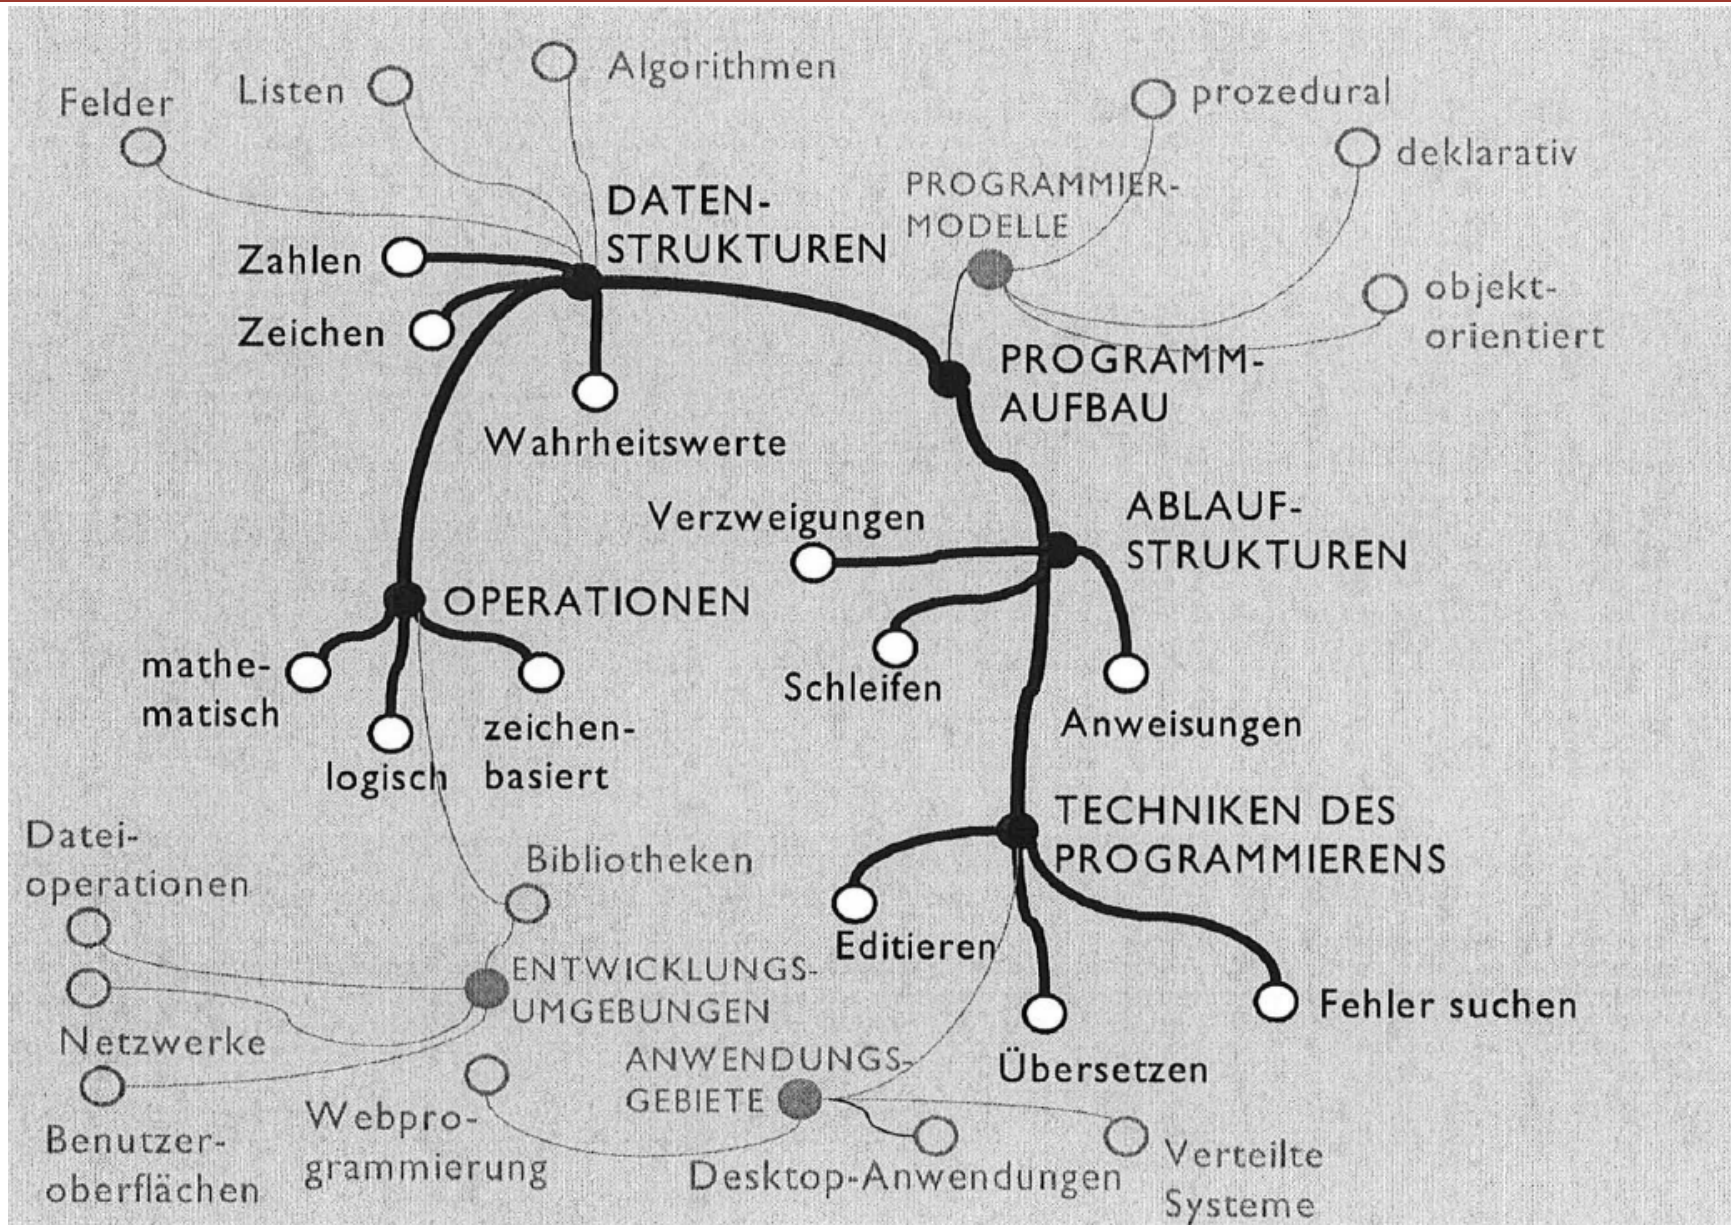 Algorithmen
Listen
Felder
prozedural
deklarativ
PROGRAMMIER-
MODELLE
DATEN-
STRUKTUREN
Zahlen
Zeichen
objekt-
orientiert
PROGRAMM-
AUFBAU
Wahrheitswerte
Verzweigungen
ABLAUF-
STRUKTUREN
OPERATIONEN
mathe-
matisch
logisch
zeichen-
basiert
Schleifen
Anweisungen
TECHNIKEN DES
PROGRAMMIERENS
Datei-
operationen
Bibliotheken
Editieren
ENTWICKLUNGS-
UMGEBUNGEN
Fehler suchen
Netzwerke
Übersetzen
ANWENDUNGS-
GEBIETE
Webpro-
grammierung
Benutzer-
oberflächen
Desktop-Anwendungen
Verteilte
Systeme